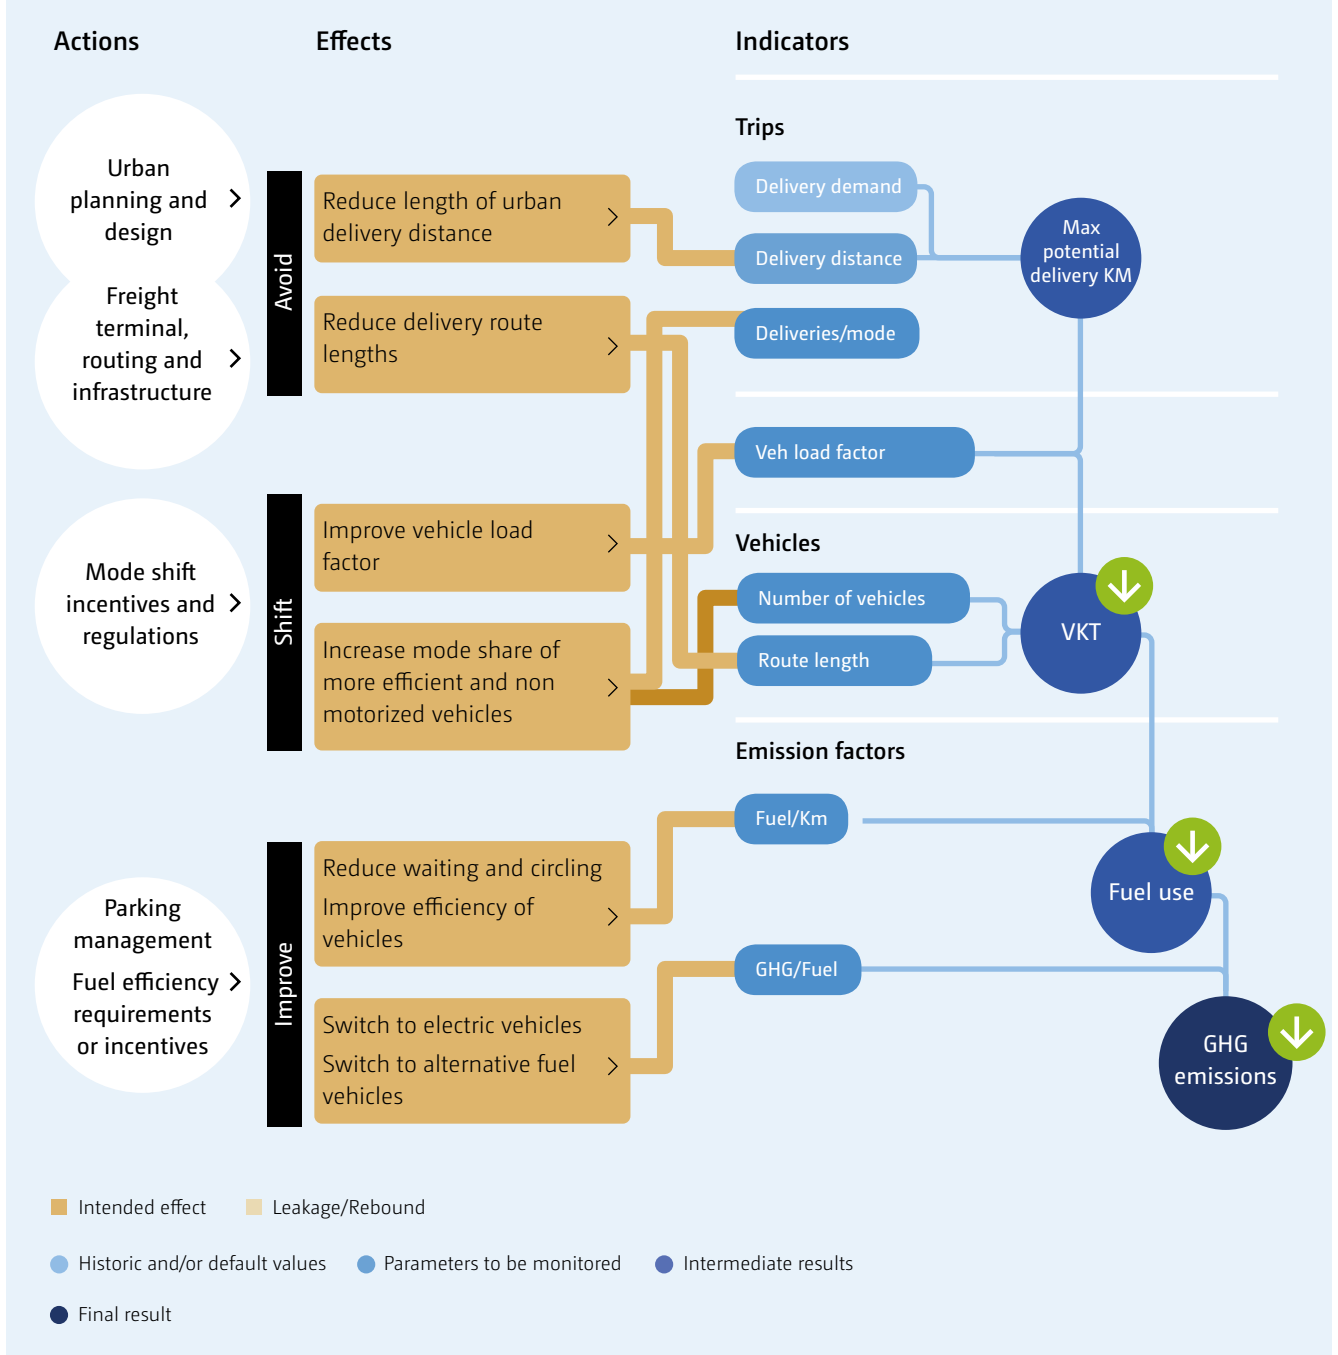 Actions
Effects
Indicators
Urban
planning and
design
Freight
terminal,
routing and
infrastructure
Mode shift
incentives and
regulations
Parking
management
Fuel efficiency
requirements
or incentives
Avoid
Shift
Improve
Reduce length of urban
delivery distance
Reduce delivery route
lengths
Improve vehicle load
factor
Increase mode share of
more efficient and non
motorized vehicles
Reduce waiting and circling
Improve efficiency of
vehicles
Switch to electric vehicles
Switch to alternative fuel
vehicles
Trips
Delivery demand
Delivery distance
Deliveries/mode
Veh load factor
Vehicles
Number of vehicles
Route length
Emission factors
Fuel/Km
GHG/Fuel
Max
potential
delivery KM
VKT
Fuel use
GHG
emissions
Intended effect
Leakage/Rebound
Historic and/or default values
Parameters to be monitored
Intermediate results
Final result